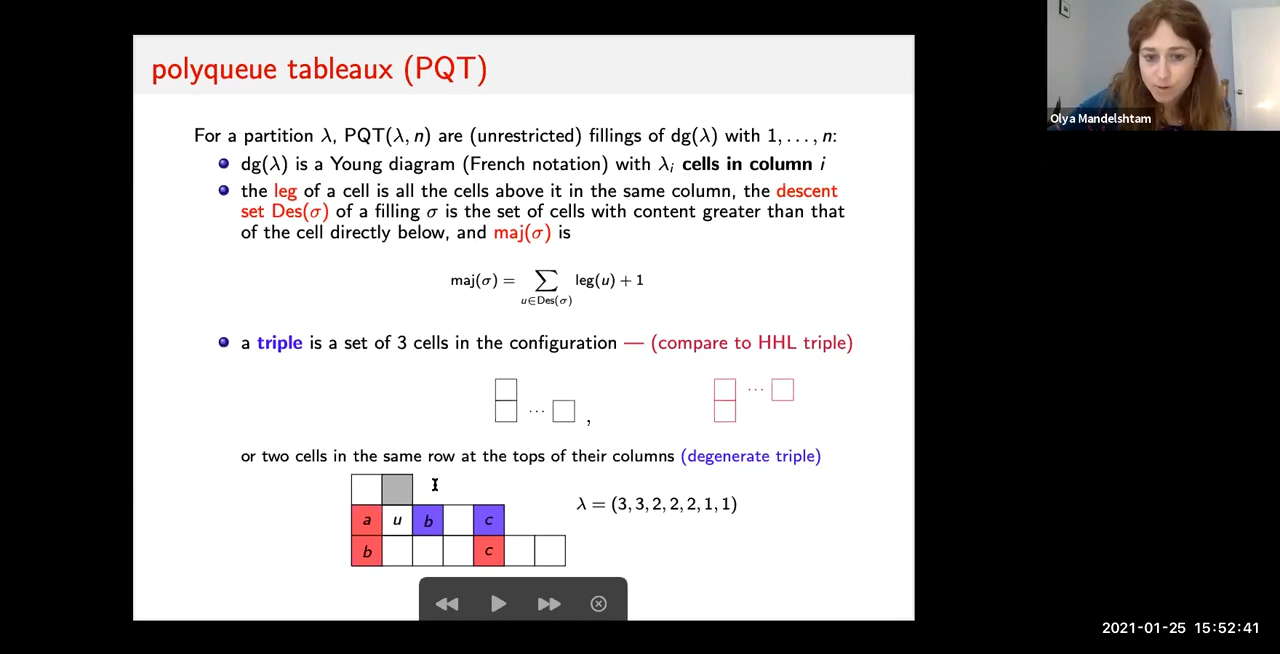 polyqueue tableaux (PQT)
Olya Mandelshtam
For a partition λ, PQT(λ, n) are (unrestricted) fillings of dg(λ) with 1, . . . , n:
dg(λ) is a Young diagram (French notation) with λᵢ cells in column i
the leg of a cell is all the cells above it in the same column, the descent
set Des(σ) of a filling σ is the set of cells with content greater than that
of the cell directly below, and maj(σ) is
maj(σ) = ∑ leg(u) + 1
u∈Des(σ)
a triple is a set of 3 cells in the configuration — (compare to HHL triple)
... ,
...
or two cells in the same row at the tops of their columns (degenerate triple)
λ = (3, 3, 2, 2, 2, 1, 1)
a u b c
b c
2021-01-25 15:52:41